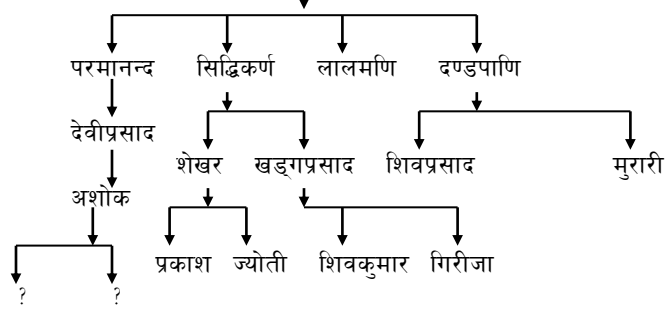 परमानन्द सिद्धिकर्ण लालमणि दण्डपाणि
देवीप्रसाद
शेखर खड्गप्रसाद शिवप्रसाद मुरारी
अशोक
प्रकाश ज्योती शिवकुमार गिरीजा
? ?